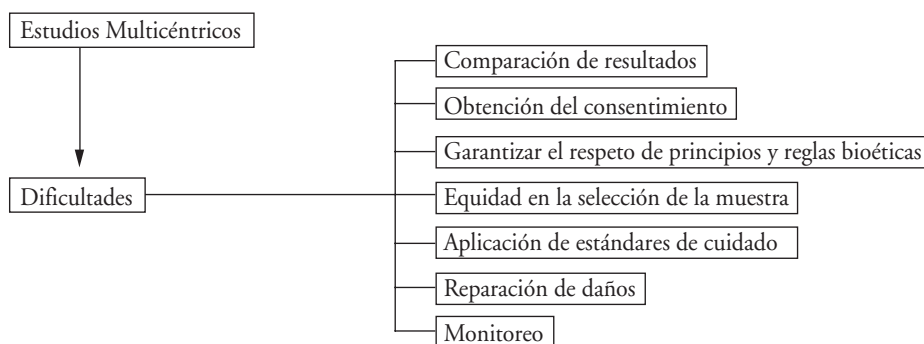 Estudios Multicéntricos
Dificultades
Comparación de resultados
Obtención del consentimiento
Garantizar el respeto de principios y reglas bioéticas
Equidad en la selección de la muestra
Aplicación de estándares de cuidado
Reparación de daños
Monitoreo